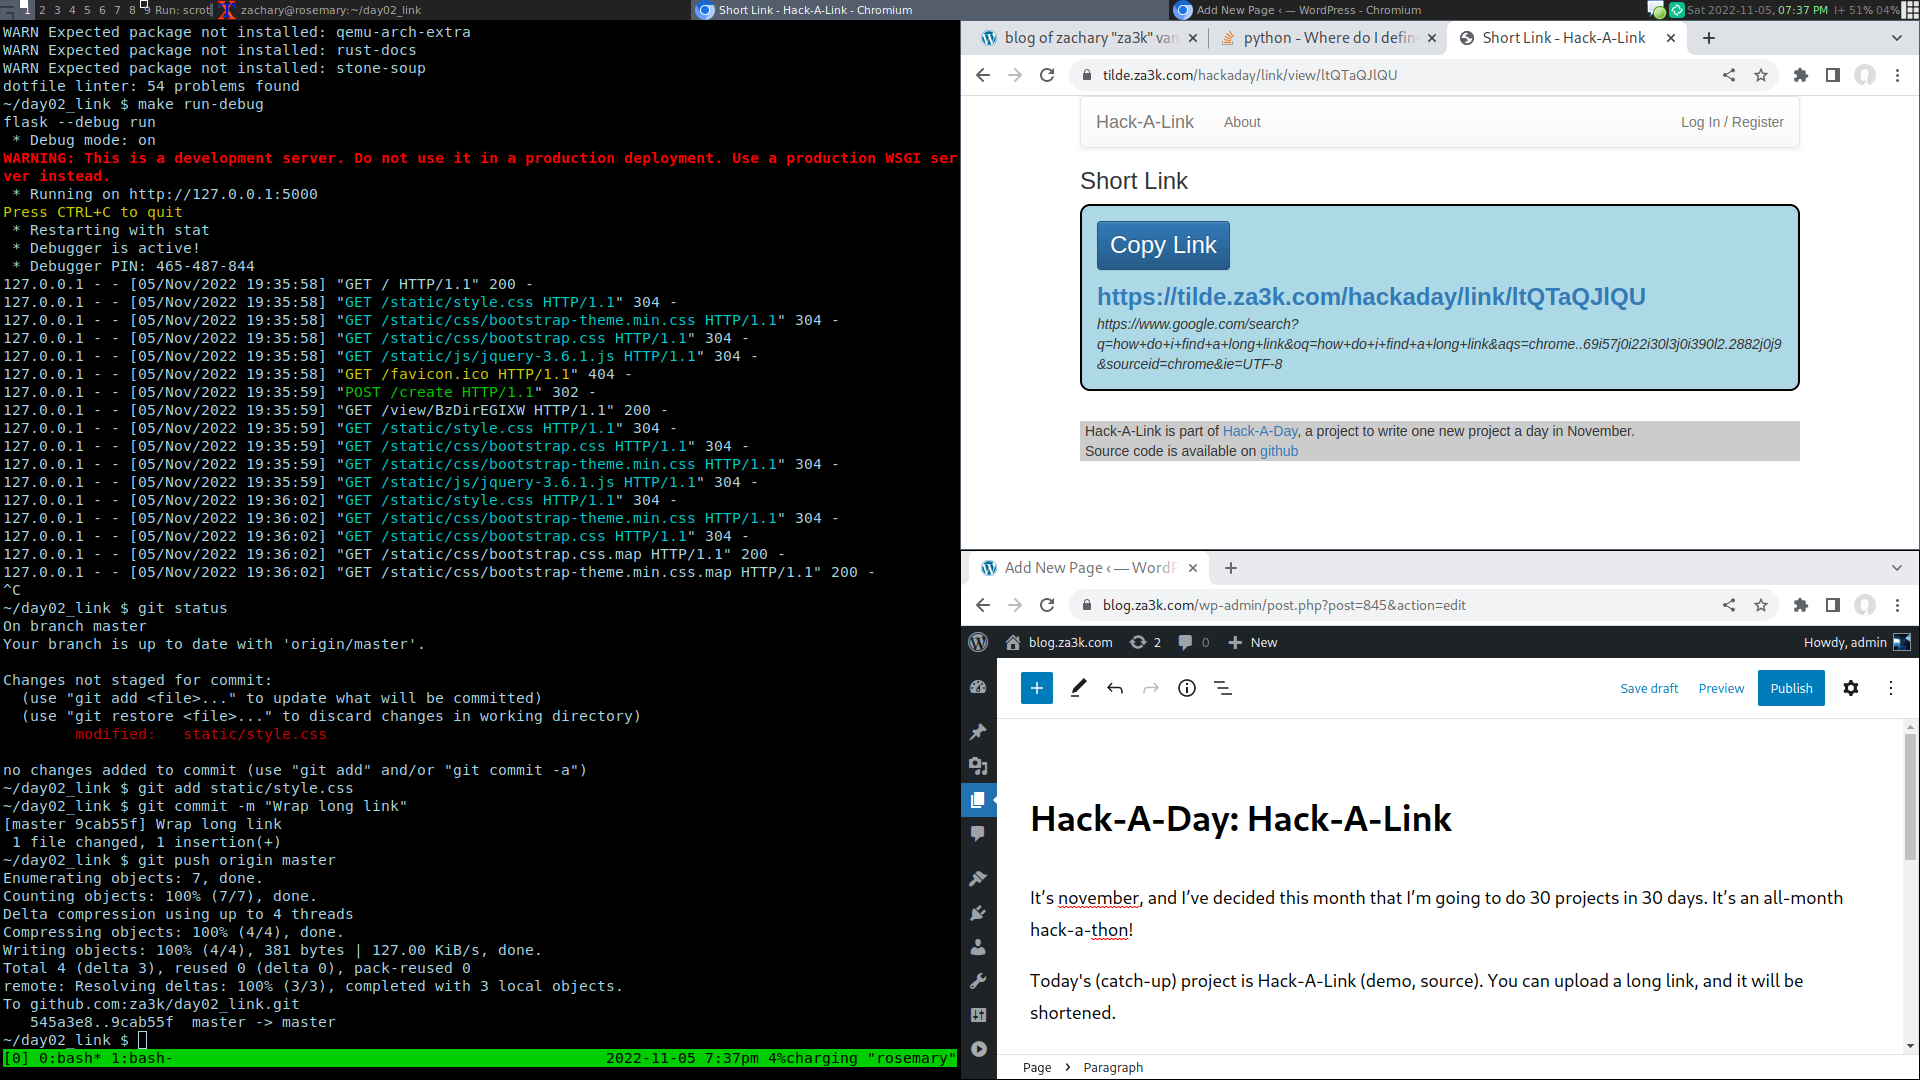 1 2 3 4 5 6 7 8 9 Run: scrot zachary@rosemary:~/day02_link Short Link - Hack-A-Link - Chromium Add New Page ‹ — WordPress - Chromium Sat 2022-11-05, 07:37 PM I+ 51% 04%
WARN Expected package not installed: qemu-arch-extra
WARN Expected package not installed: rust-docs
WARN Expected package not installed: stone-soup
dotfile linter: 54 problems found
~/day02_link $ make run-debug
flask --debug run
 * Debug mode: on
WARNING: This is a development server. Do not use it in a production deployment. Use a production WSGI ser
ver instead.
 * Running on http://127.0.0.1:5000
Press CTRL+C to quit
 * Restarting with stat
 * Debugger is active!
 * Debugger PIN: 465-487-844
127.0.0.1 - - [05/Nov/2022 19:35:58] "GET / HTTP/1.1" 200 -
127.0.0.1 - - [05/Nov/2022 19:35:58] "GET /static/style.css HTTP/1.1" 304 -
127.0.0.1 - - [05/Nov/2022 19:35:58] "GET /static/css/bootstrap-theme.min.css HTTP/1.1" 304 -
127.0.0.1 - - [05/Nov/2022 19:35:58] "GET /static/css/bootstrap.css HTTP/1.1" 304 -
127.0.0.1 - - [05/Nov/2022 19:35:58] "GET /static/js/jquery-3.6.1.js HTTP/1.1" 304 -
127.0.0.1 - - [05/Nov/2022 19:35:58] "GET /favicon.ico HTTP/1.1" 404 -
127.0.0.1 - - [05/Nov/2022 19:35:59] "POST /create HTTP/1.1" 302 -
127.0.0.1 - - [05/Nov/2022 19:35:59] "GET /view/BzDirEGIXW HTTP/1.1" 200 -
127.0.0.1 - - [05/Nov/2022 19:35:59] "GET /static/style.css HTTP/1.1" 304 -
127.0.0.1 - - [05/Nov/2022 19:35:59] "GET /static/css/bootstrap.css HTTP/1.1" 304 -
127.0.0.1 - - [05/Nov/2022 19:35:59] "GET /static/css/bootstrap-theme.min.css HTTP/1.1" 304 -
127.0.0.1 - - [05/Nov/2022 19:35:59] "GET /static/js/jquery-3.6.1.js HTTP/1.1" 304 -
127.0.0.1 - - [05/Nov/2022 19:36:02] "GET /static/style.css HTTP/1.1" 304 -
127.0.0.1 - - [05/Nov/2022 19:36:02] "GET /static/css/bootstrap-theme.min.css HTTP/1.1" 304 -
127.0.0.1 - - [05/Nov/2022 19:36:02] "GET /static/css/bootstrap.css HTTP/1.1" 304 -
127.0.0.1 - - [05/Nov/2022 19:36:02] "GET /static/css/bootstrap.css.map HTTP/1.1" 200 -
127.0.0.1 - - [05/Nov/2022 19:36:02] "GET /static/css/bootstrap-theme.min.css.map HTTP/1.1" 200 -
^C
~/day02_link $ git status
On branch master
Your branch is up to date with 'origin/master'.
Changes not staged for commit:
  (use "git add <file>..." to update what will be committed)
  (use "git restore <file>..." to discard changes in working directory)
        modified:   static/style.css
no changes added to commit (use "git add" and/or "git commit -a")
~/day02_link $ git add static/style.css
~/day02_link $ git commit -m "Wrap long link"
[master 9cab55f] Wrap long link
 1 file changed, 1 insertion(+)
~/day02_link $ git push origin master
Enumerating objects: 7, done.
Counting objects: 100% (7/7), done.
Delta compression using up to 4 threads
Compressing objects: 100% (4/4), done.
Writing objects: 100% (4/4), 381 bytes | 127.00 KiB/s, done.
Total 4 (delta 3), reused 0 (delta 0), pack-reused 0
remote: Resolving deltas: 100% (3/3), completed with 3 local objects.
To github.com:za3k/day02_link.git
   545a3e8..9cab55f  master -> master
~/day02_link $
[0] 0:bash* 1:bash- 2022-11-05 7:37pm 4%charging "rosemary"
blog of zachary "za3k" van python - Where do I defin Short Link - Hack-A-Link
tilde.za3k.com/hackaday/link/view/ltQTaQJlQU
Hack-A-Link About Log In / Register
Short Link
Copy Link
https://tilde.za3k.com/hackaday/link/ltQTaQJlQU
https://www.google.com/search?
q=how+do+i+find+a+long+link&oq=how+do+i+find+a+long+link&aqs=chrome..69i57j0i22i30l3j0i390l2.2882j0j9
&sourceid=chrome&ie=UTF-8
Hack-A-Link is part of Hack-A-Day, a project to write one new project a day in November.
Source code is available on github
Add New Page ‹ — WordP
blog.za3k.com/wp-admin/post.php?post=845&action=edit
blog.za3k.com 2 0 New Howdy, admin
Save draft Preview Publish
Hack-A-Day: Hack-A-Link
It’s november, and I’ve decided this month that I’m going to do 30 projects in 30 days. It’s an all-month
hack-a-thon!
Today's (catch-up) project is Hack-A-Link (demo, source). You can upload a long link, and it will be
shortened.
Page › Paragraph